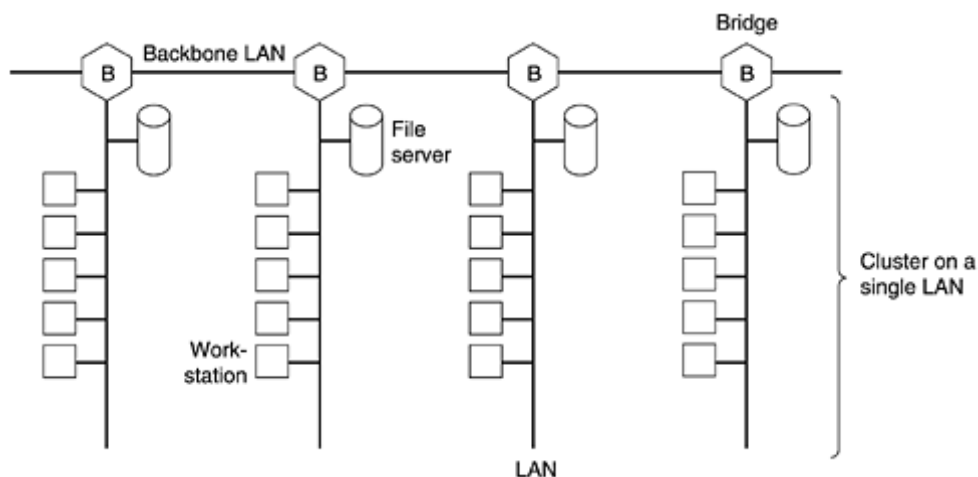 Bridge
Backbone LAN
B
B
B
B
File
server
Cluster on a
single LAN
Work-
station
LAN